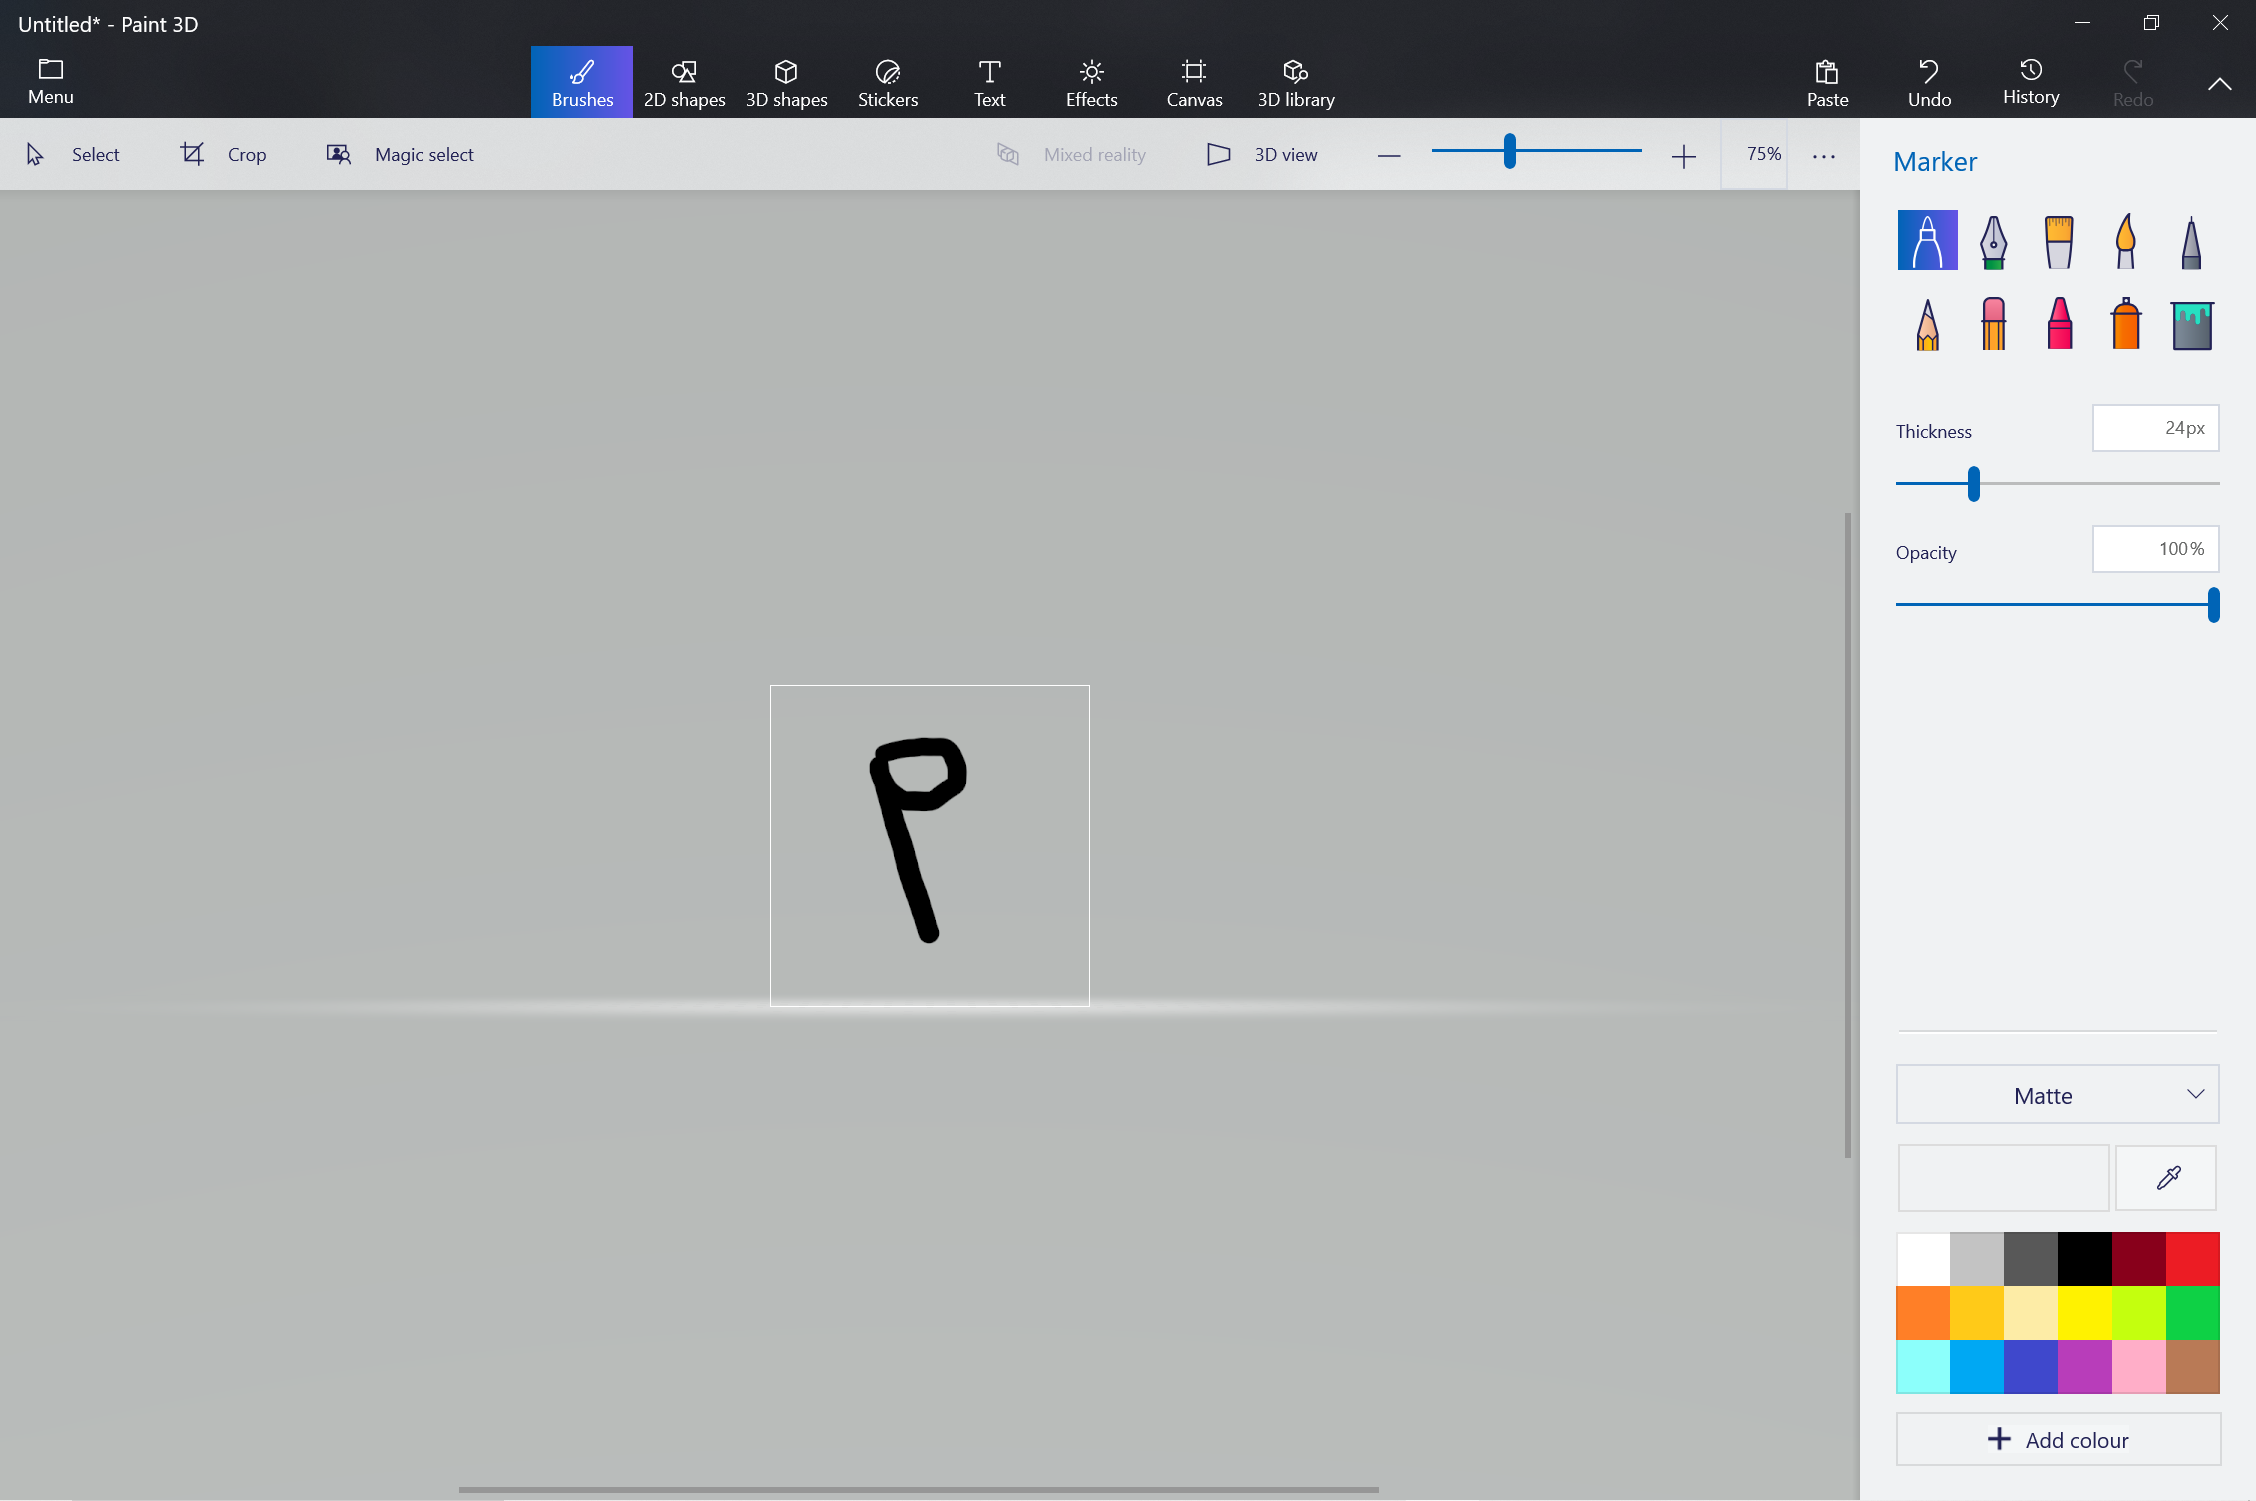 Untitled* - Paint 3D
Menu
Brushes
2D shapes
3D shapes
Stickers
Text
Effects
Canvas
3D library
Paste
Undo
History
Redo
Select
Crop
Magic select
Mixed reality
3D view
75%
Marker
Thickness
24px
Opacity
100%
Matte
Add colour